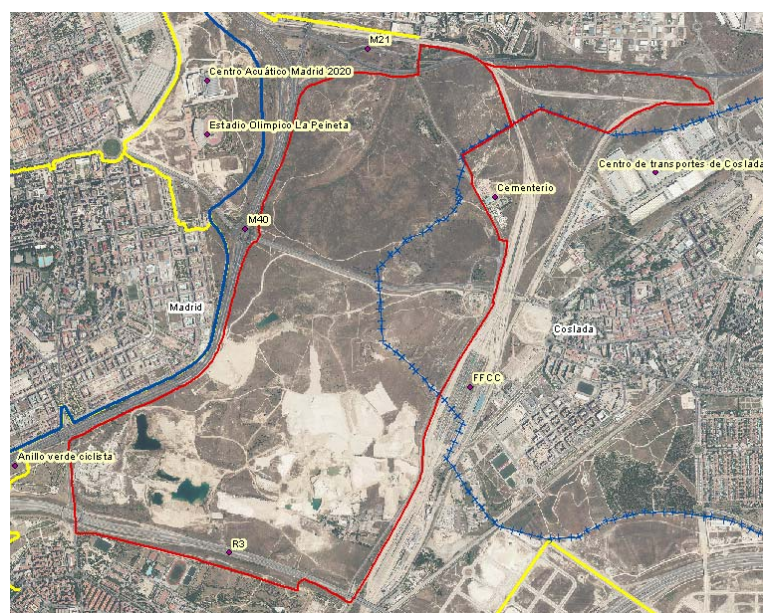 M21
Centro Acuático Madrid 2020
Estadio Olimpico La Peineta
Centro de transportes de Coslada
Cementerio
M40
Madrid
Coslada
FFCC
Anillo verde ciclista
R3